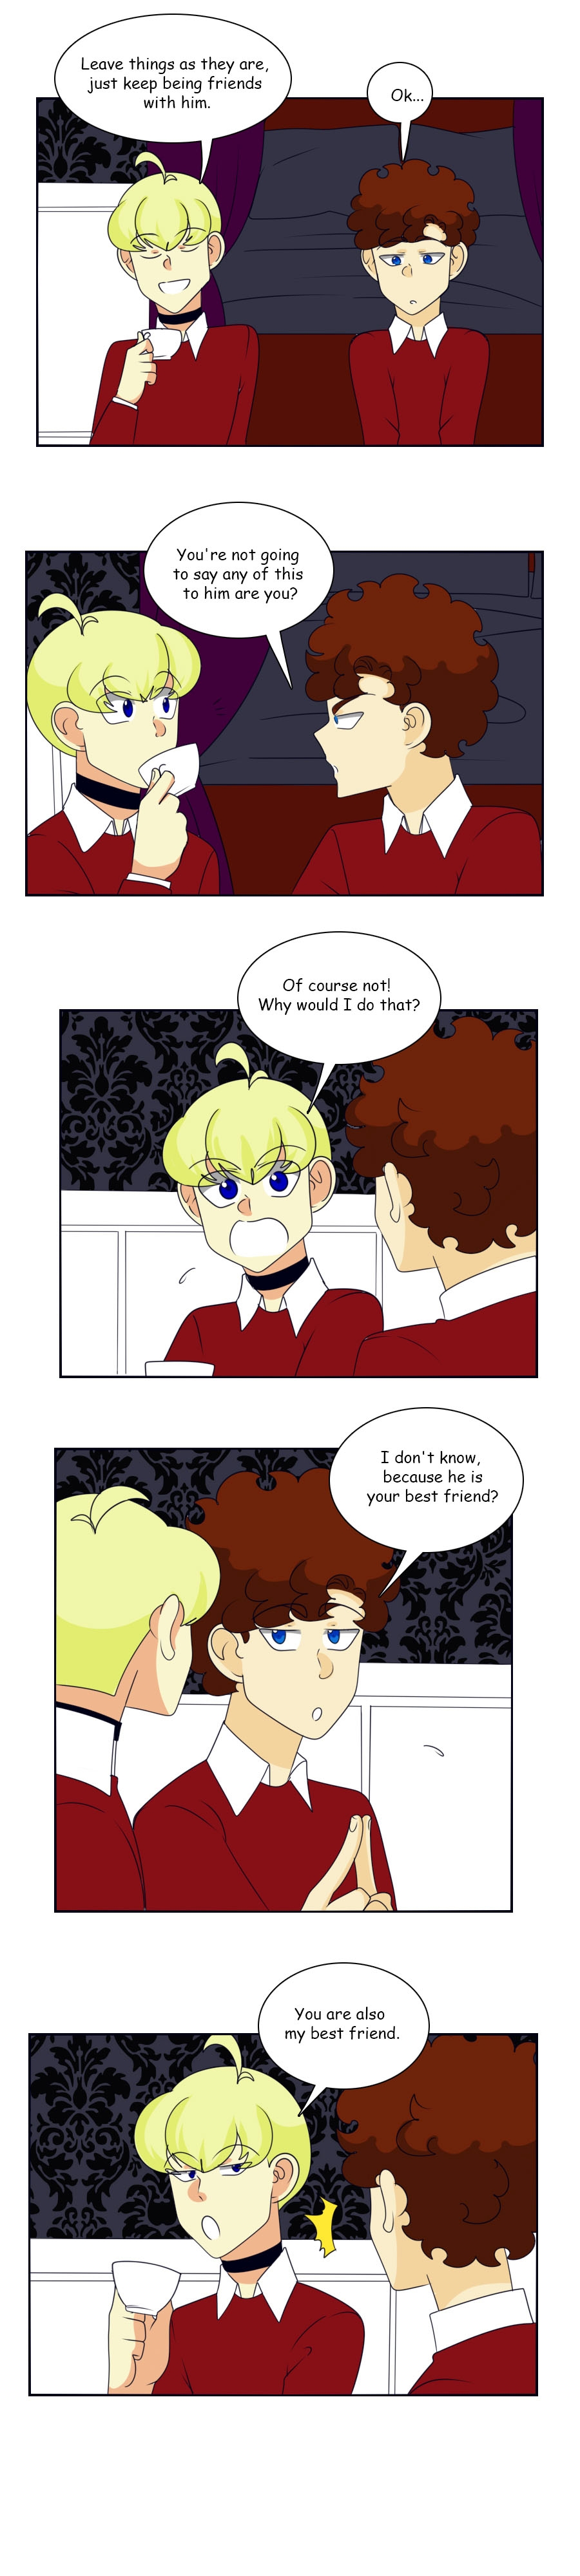 Leave things as they are,
just keep being friends
with him.
Ok...
You're not going
to say any of this
to him are you?
Of course not!
Why would I do that?
I don't know,
because he is
your best friend?
You are also
my best friend.